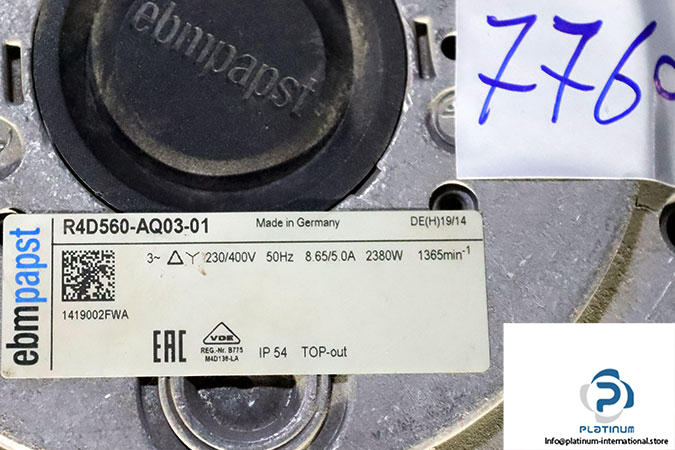 ebmpapst
776
ebmpapst
R4D560-AQ03-01 Made in Germany DE(H)19/14
3~ △ Y 230/400V 50Hz 8.65/5.0A 2380W 1365min⁻¹
1419002FWA
EAC
VDE
REG.-Nr. B775
M4D138-LA
IP 54 TOP-out
PLATINUM
Info@platinum-international.store